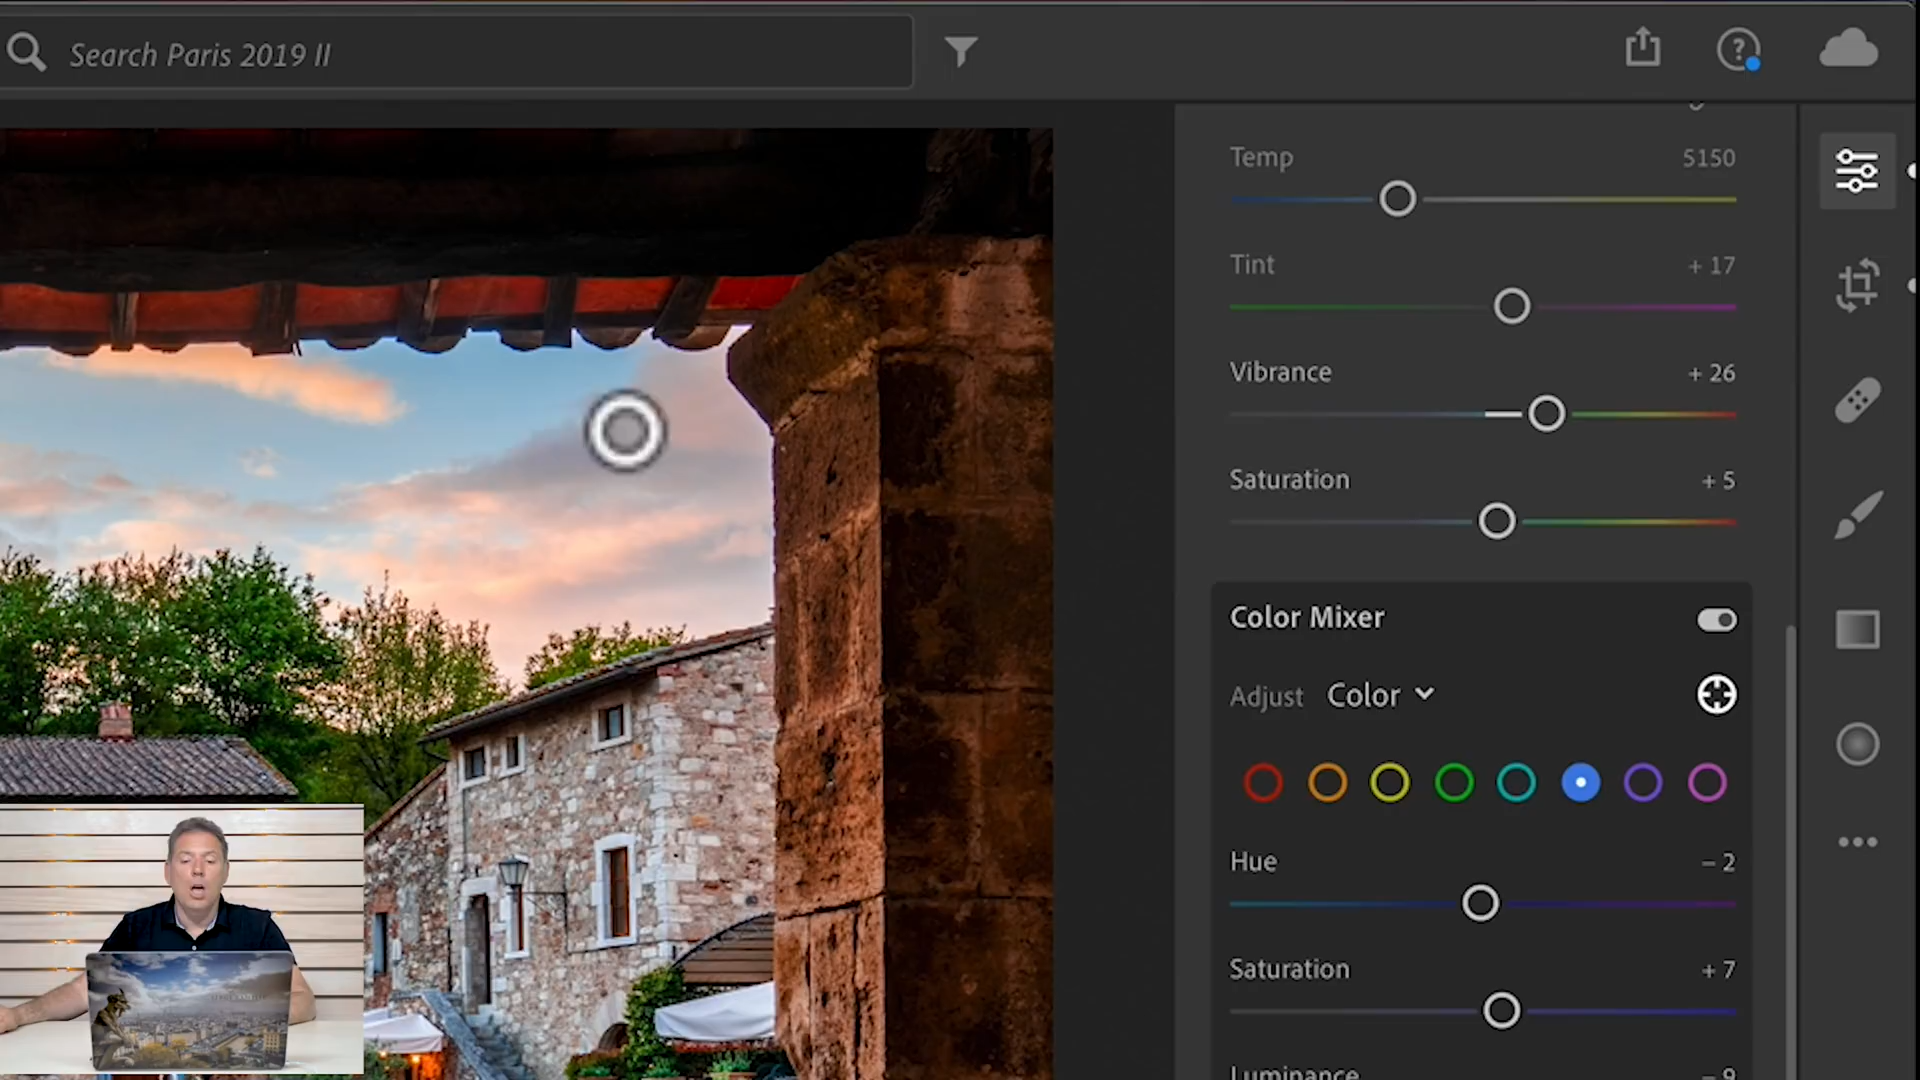 Search Paris 2019 II
Temp 5150
Tint + 17
Vibrance + 26
Saturation + 5
Color Mixer
Adjust Color
Hue - 2
Saturation + 7
Luminance - 9